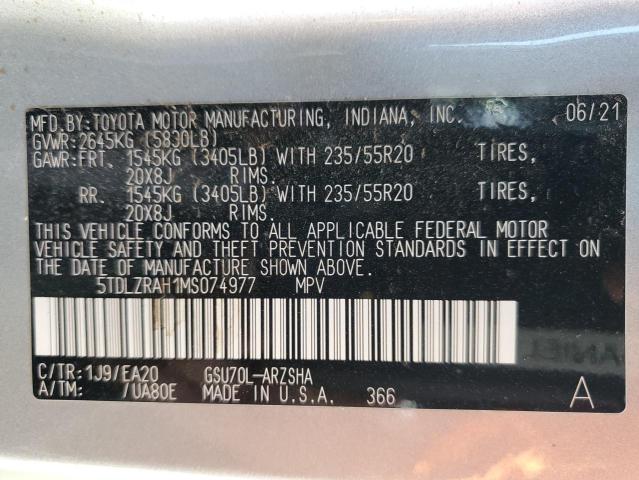 MFD.BY:TOYOTA MOTOR MANUFACTURING, INDIANA, INC. 06/21
GVWR:2645KG (5830LB)
GAWR:FRT. 1545KG (3405LB) WITH 235/55R20 TIRES,
20X8J RIMS.
RR. 1545KG (3405LB) WITH 235/55R20 TIRES,
20X8J RIMS.
THIS VEHICLE CONFORMS TO ALL APPLICABLE FEDERAL MOTOR
VEHICLE SAFETY AND THEFT PREVENTION STANDARDS IN EFFECT ON
THE DATE OF MANUFACTURE SHOWN ABOVE.
5TDLZRAH1MS074977 MPV
C/TR:1J9/EA20 GSU70L-ARZSHA
A/TM: /UA80E MADE IN U.S.A. 366 A